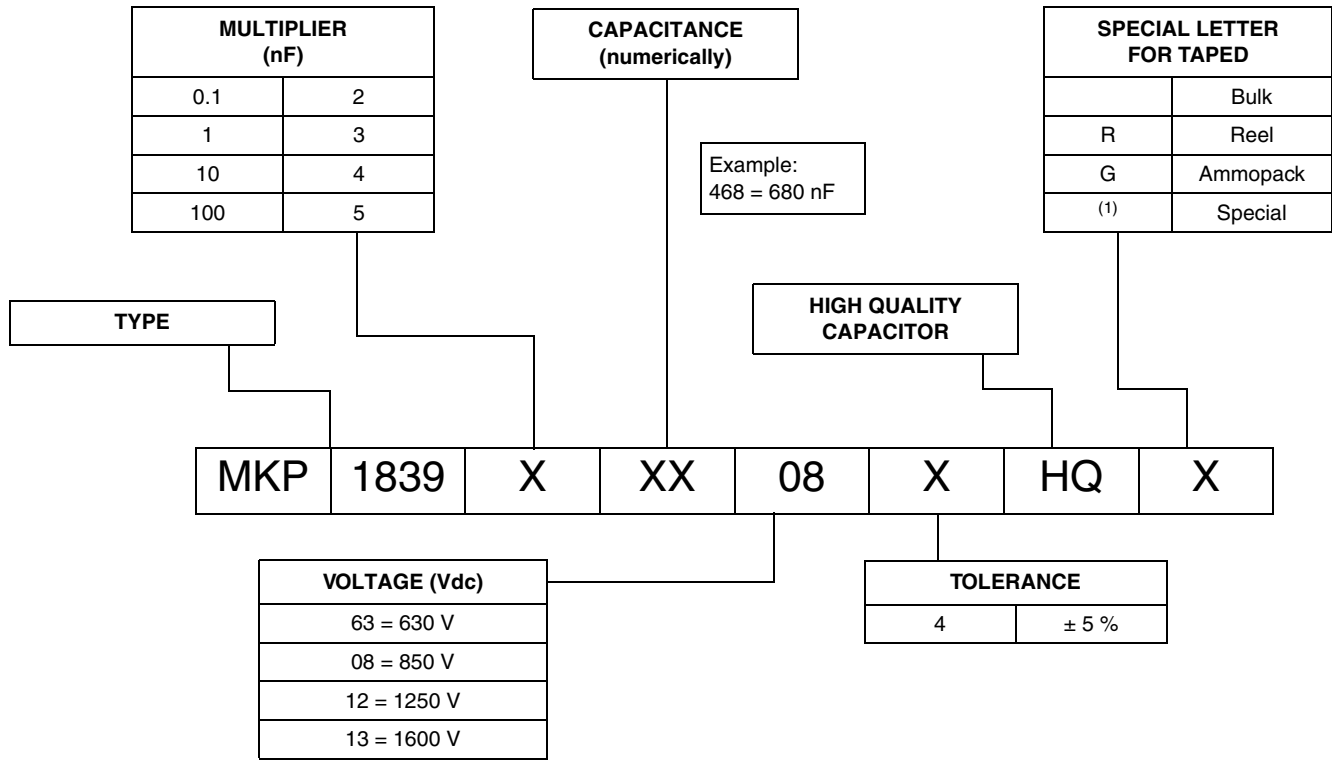 MULTIPLIER
(nF)
0.1 2
1 3
10 4
100 5
CAPACITANCE
(numerically)
Example:
468 = 680 nF
SPECIAL LETTER
FOR TAPED
Bulk
R Reel
G Ammopack
(1) Special
TYPE
HIGH QUALITY
CAPACITOR
MKP 1839 X XX 08 X HQ X
VOLTAGE (Vdc)
63 = 630 V
08 = 850 V
12 = 1250 V
13 = 1600 V
TOLERANCE
4 ± 5 %